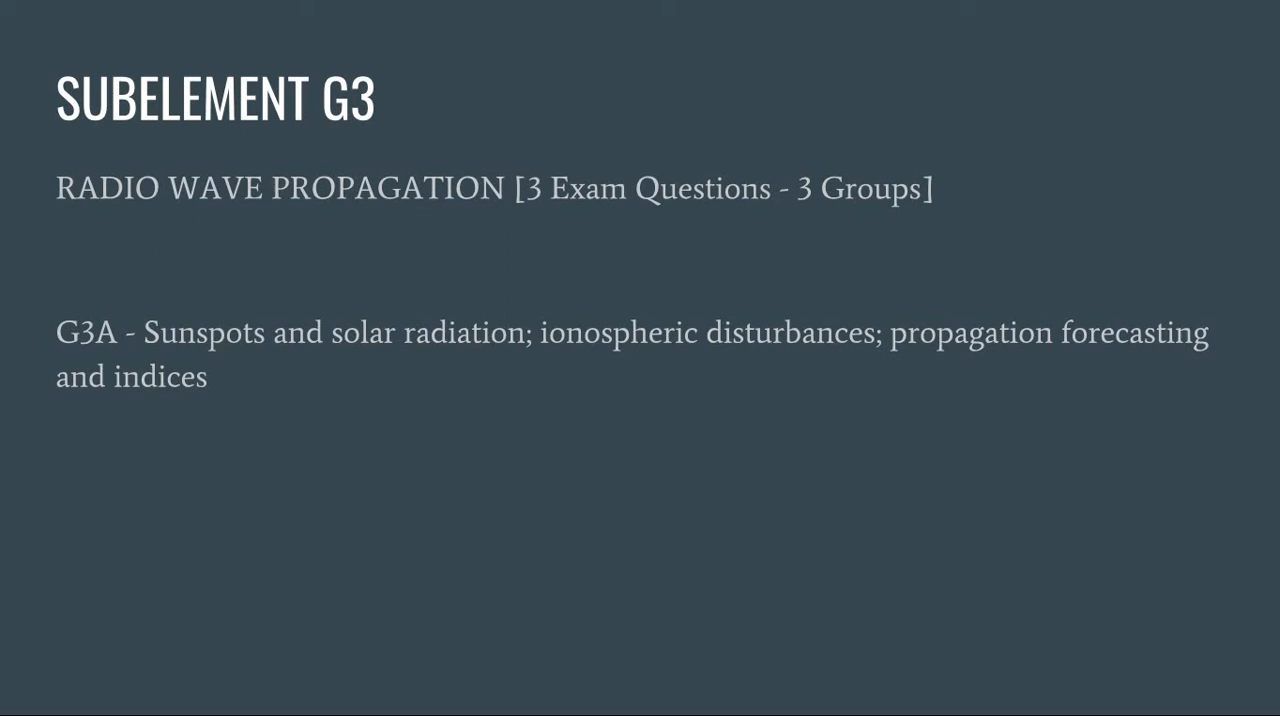 SUBELEMENT G3
RADIO WAVE PROPAGATION [3 Exam Questions - 3 Groups]
G3A - Sunspots and solar radiation; ionospheric disturbances; propagation forecasting
and indices